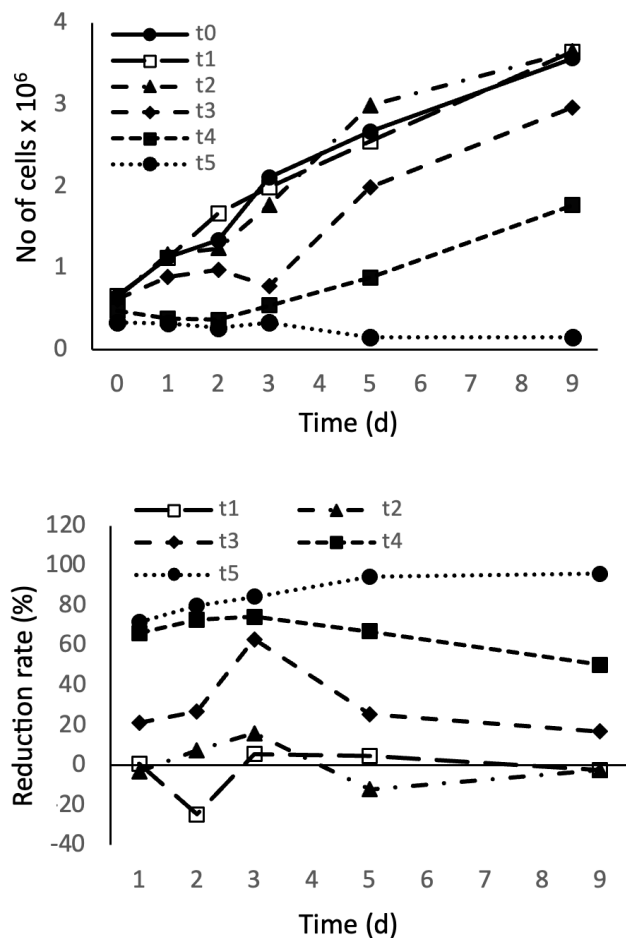 4
3
2
1
0
No of cells x 10⁶
t0
t1
t2
t3
t4
t5
0 1 2 3 4 5 6 7 8 9
Time (d)
t1 t2
t3 t4
t5
120
100
80
60
40
20
0
-20
-40
Reduction rate (%)
1 2 3 4 5 6 7 8 9
Time (d)